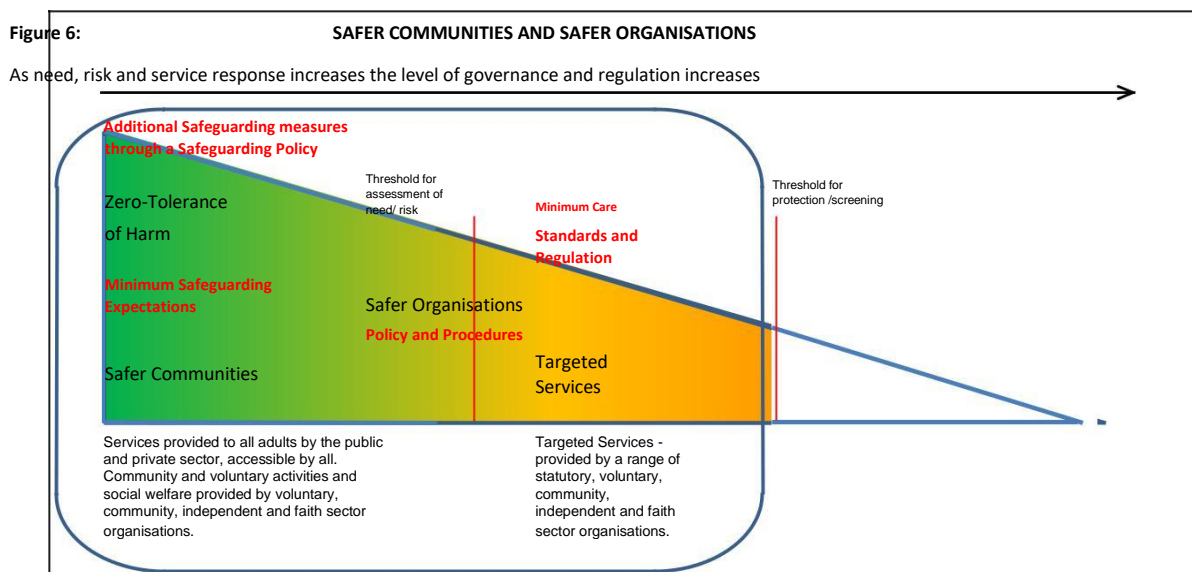 Figure 6: SAFER COMMUNITIES AND SAFER ORGANISATIONS
As need, risk and service response increases the level of governance and regulation increases
Additional Safeguarding measures
through a Safeguarding Policy
Zero-Tolerance
of Harm
Minimum Safeguarding
Expectations
Safer Communities
Threshold for
assessment of
need/ risk
Safer Organisations
Policy and Procedures
Minimum Care
Standards and
Regulation
Targeted
Services
Threshold for
protection /screening
Services provided to all adults by the public
and private sector, accessible by all.
Community and voluntary activities and
social welfare provided by voluntary,
community, independent and faith sector
organisations.
Targeted Services -
provided by a range of
statutory, voluntary,
community,
independent and faith
sector organisations.